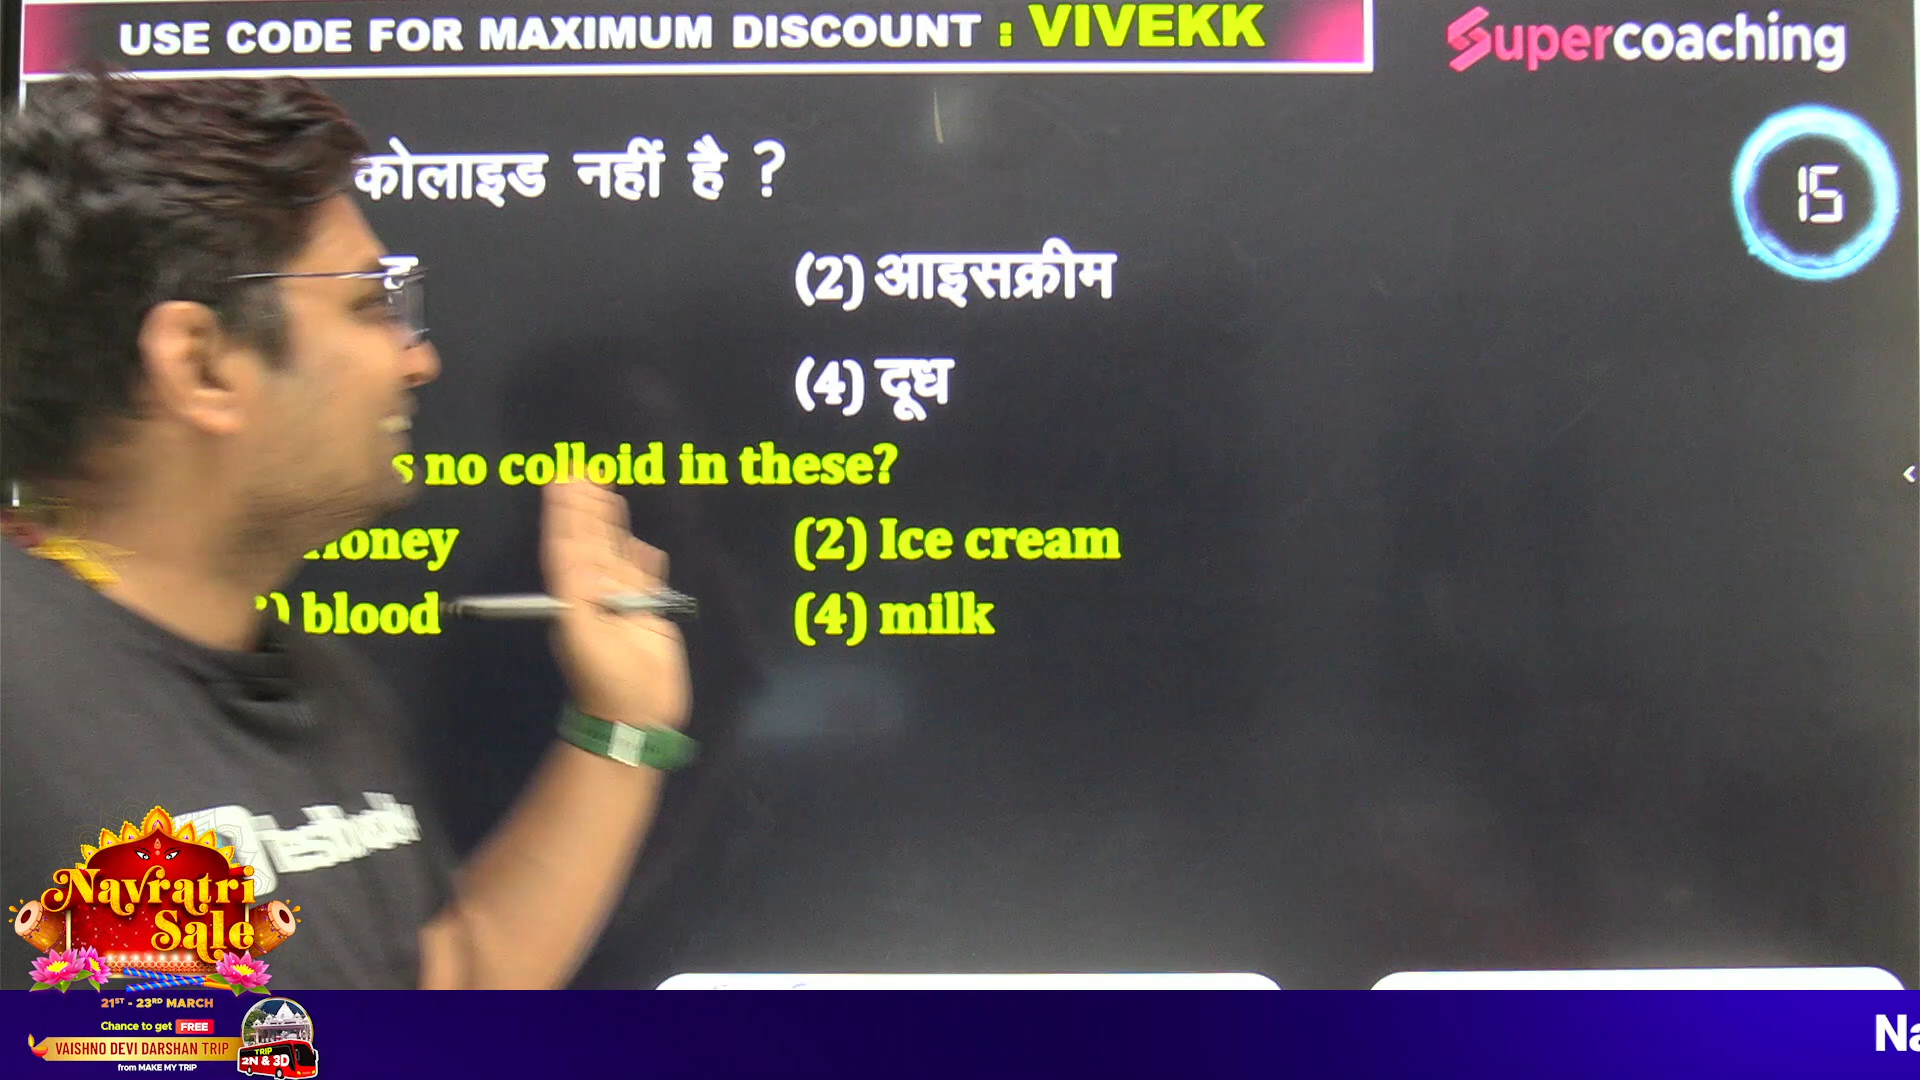 USE CODE FOR MAXIMUM DISCOUNT : VIVEKK
Supercoaching
15
कोलाइड नहीं है ?
(2) आइसक्रीम
(4) दूध
no colloid in these?
honey
(2) Ice cream
blood
(4) milk
testbook
Navratri
Sale
21ST - 23RD MARCH
Chance to get FREE
VAISHNO DEVI DARSHAN TRIP
from MAKE MY TRIP
TRIP
2N & 3D